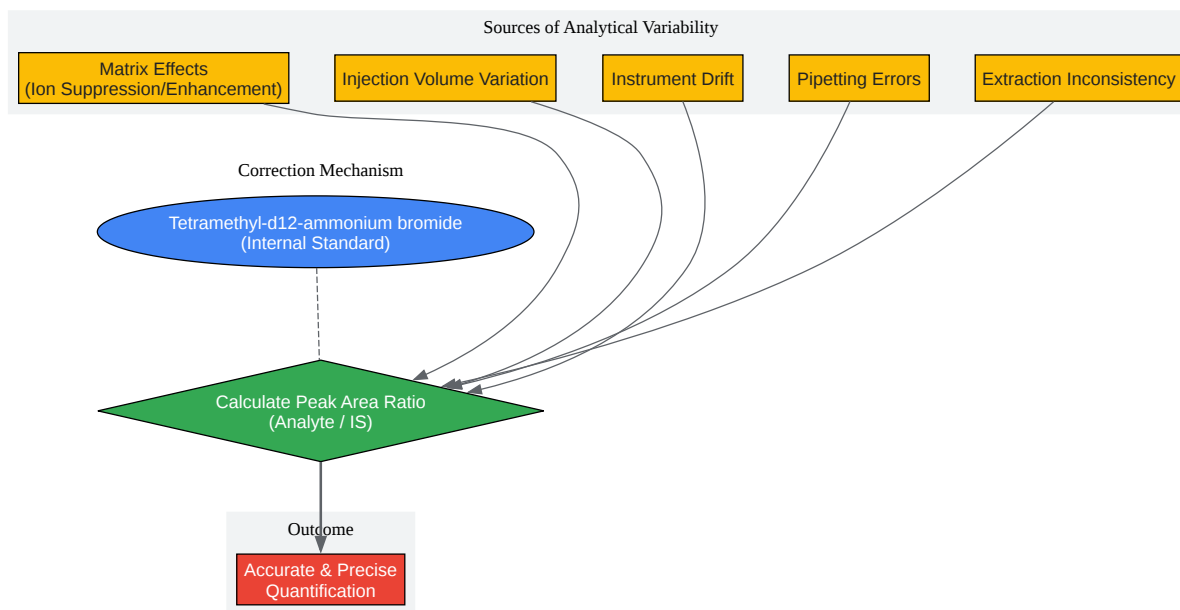 Sources of Analytical Variability
Matrix Effects
(Ion Suppression/Enhancement)
Injection Volume Variation
Instrument Drift
Pipetting Errors
Extraction Inconsistency
Correction Mechanism
Tetramethyl-d12-ammonium bromide
(Internal Standard)
Calculate Peak Area Ratio
(Analyte / IS)
Outcome
Accurate & Precise
Quantification